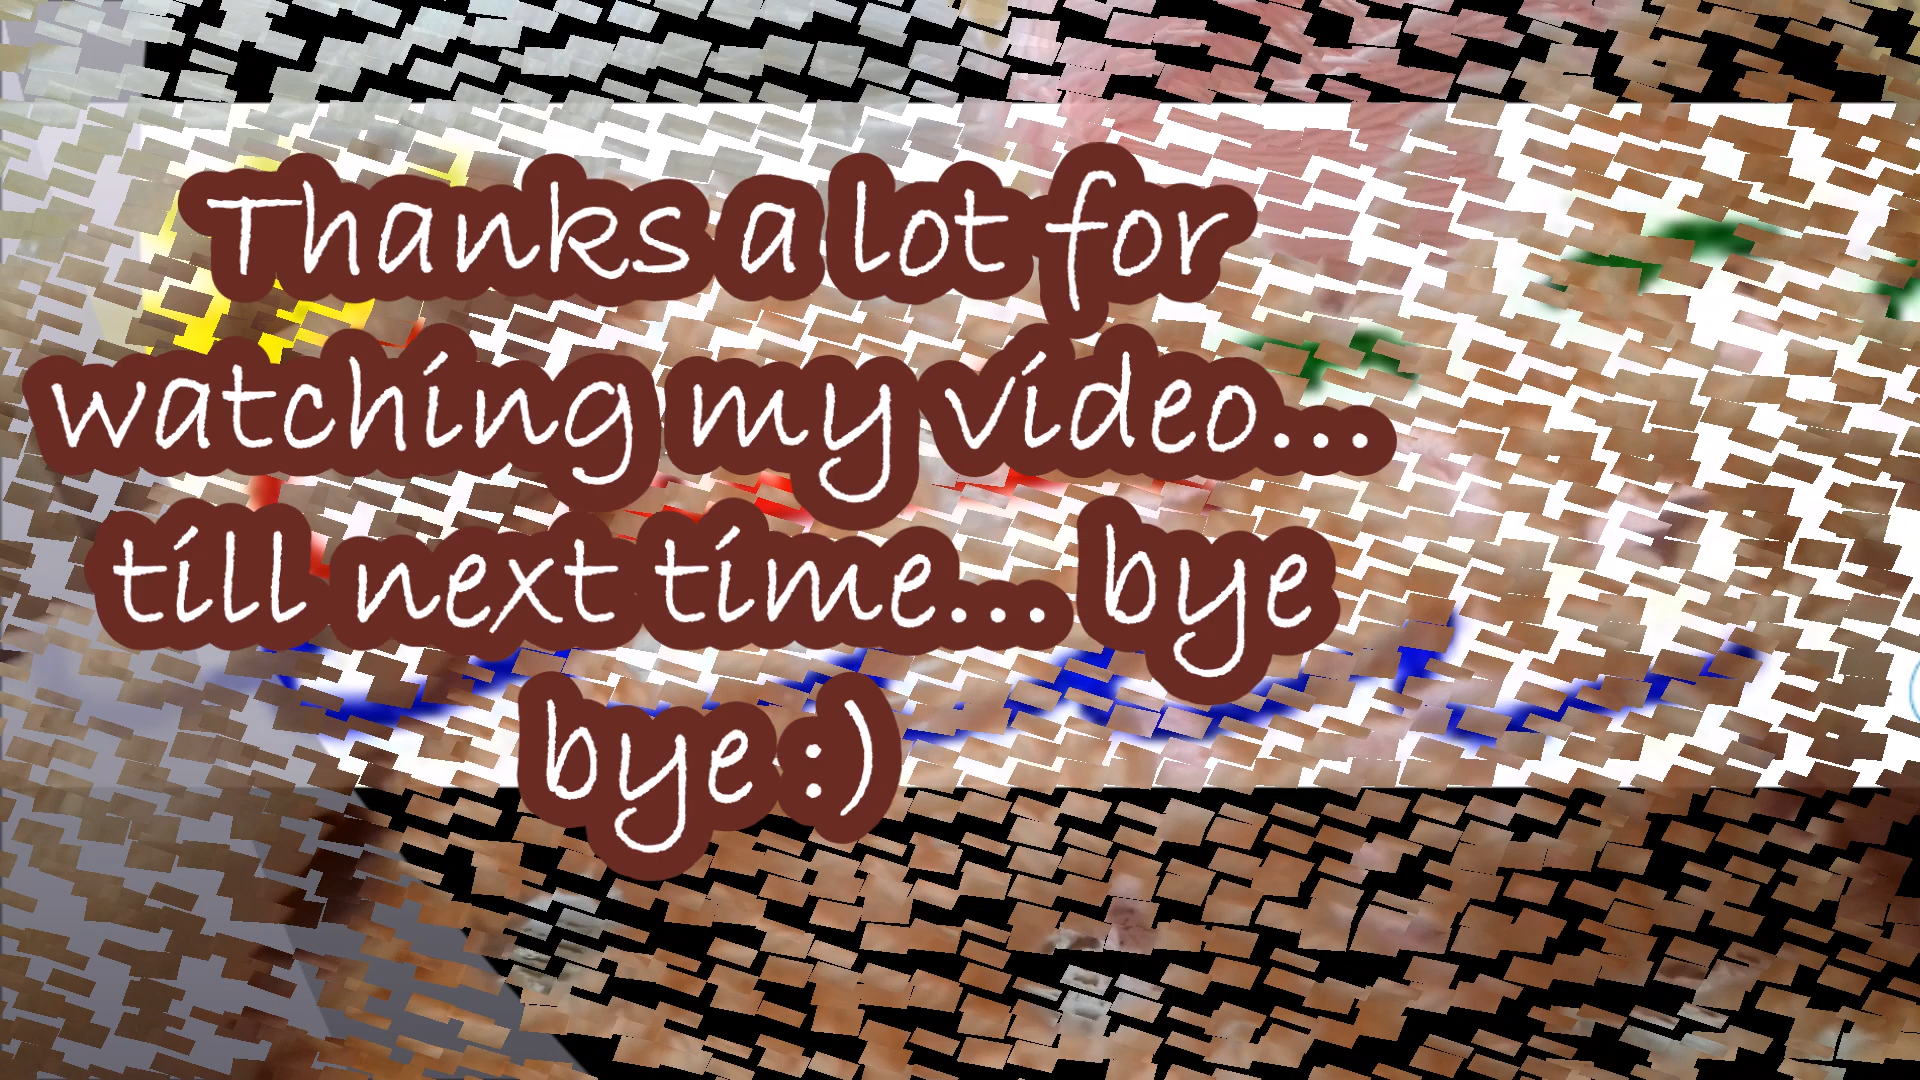 Thanks a lot for
watching my video...
till next time... bye
bye :)